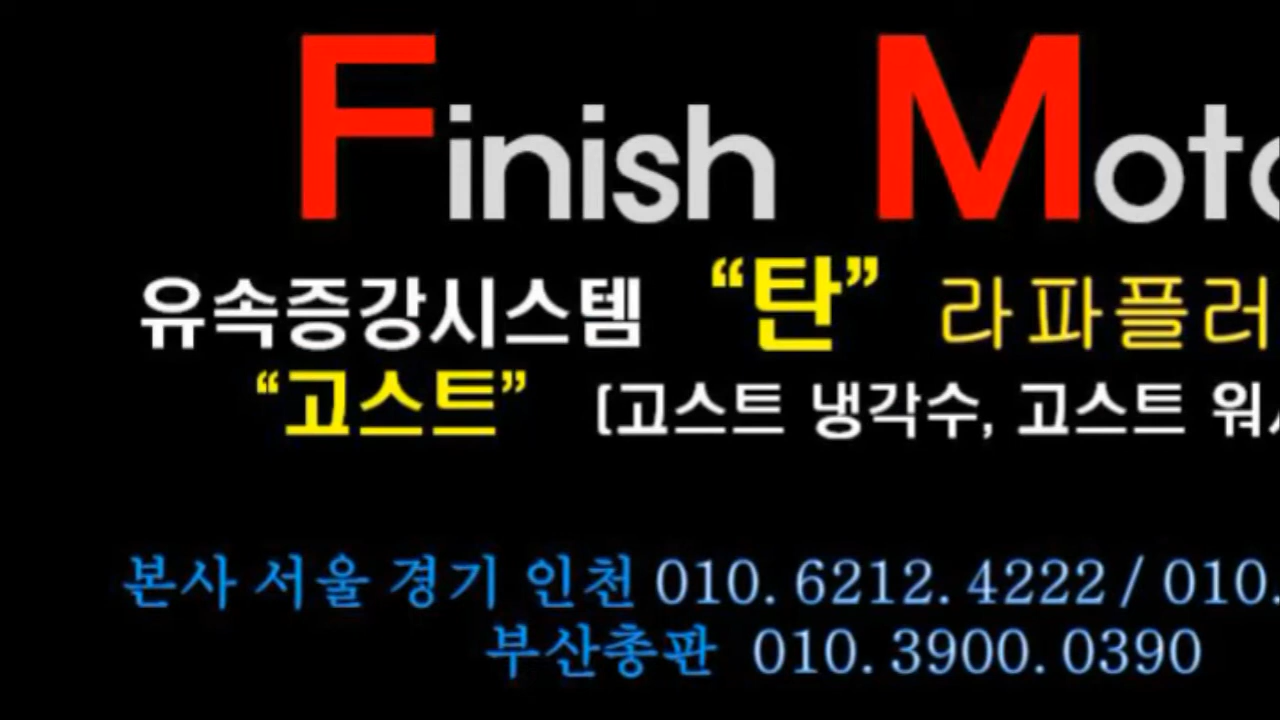 Finish Moto
유속증강시스템 “탄” 라파플러
“고스트” [고스트 냉각수, 고스트 워
본사 서울 경기 인천 010. 6212. 4222 / 010.
부산총판 010. 3900. 0390